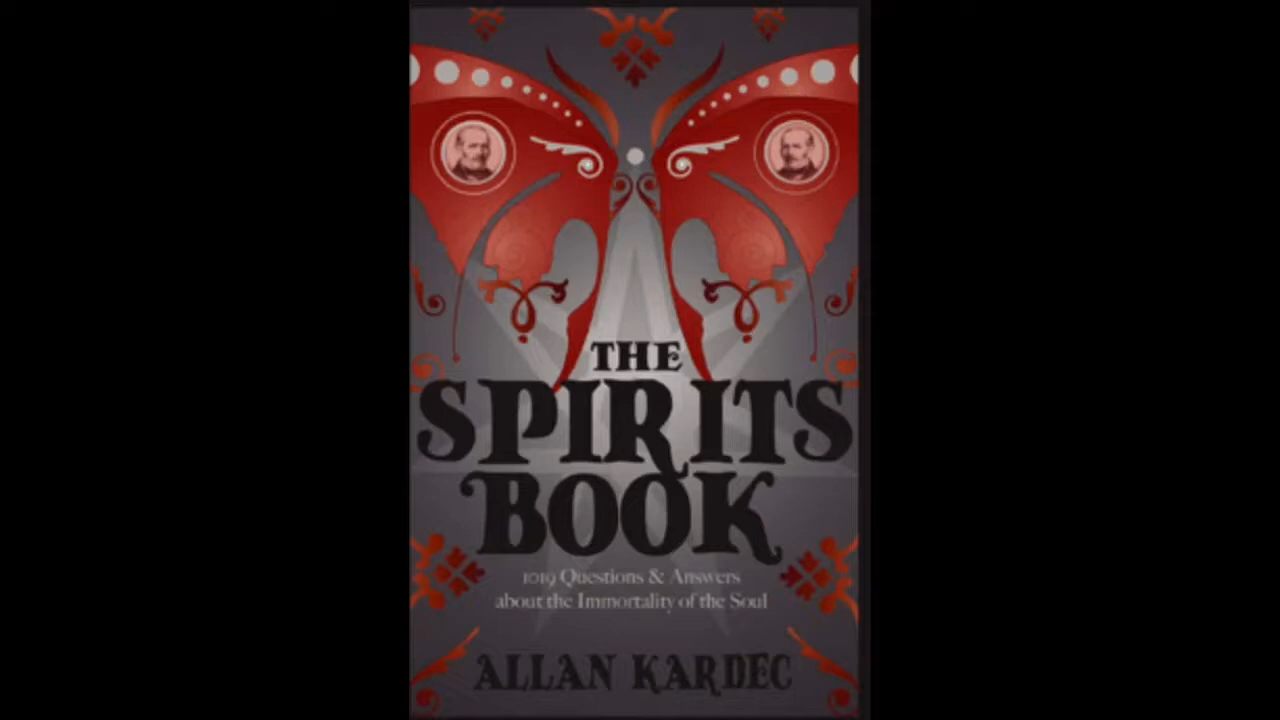 THE
SPIRITS
BOOK
1019 Questions & Answers
about the Immortality of the Soul
ALLAN KARDEC